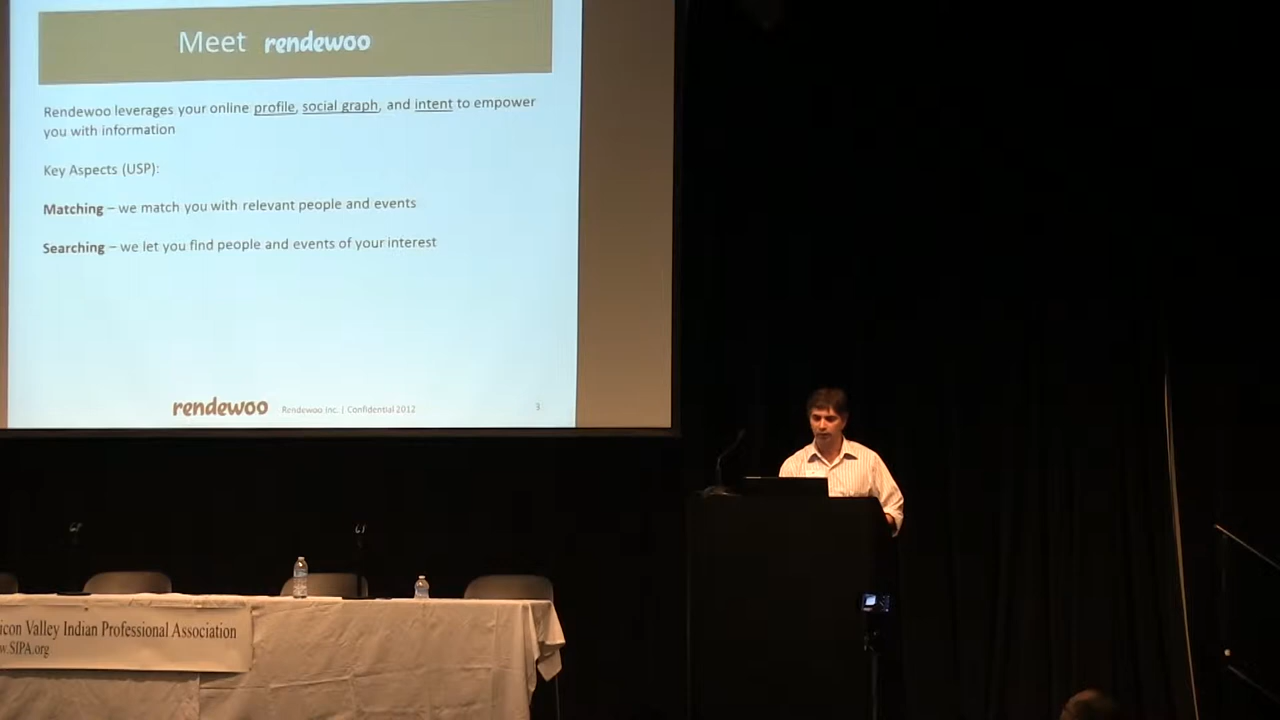 Meet rendewoo
Rendewoo leverages your online profile, social graph, and intent to empower
you with information
Key Aspects (USP):
Matching – we match you with relevant people and events
Searching – we let you find people and events of your interest
rendewoo Rendewoo Inc. | Confidential 2012 3
icon Valley Indian Professional Association
w.SIPA.org